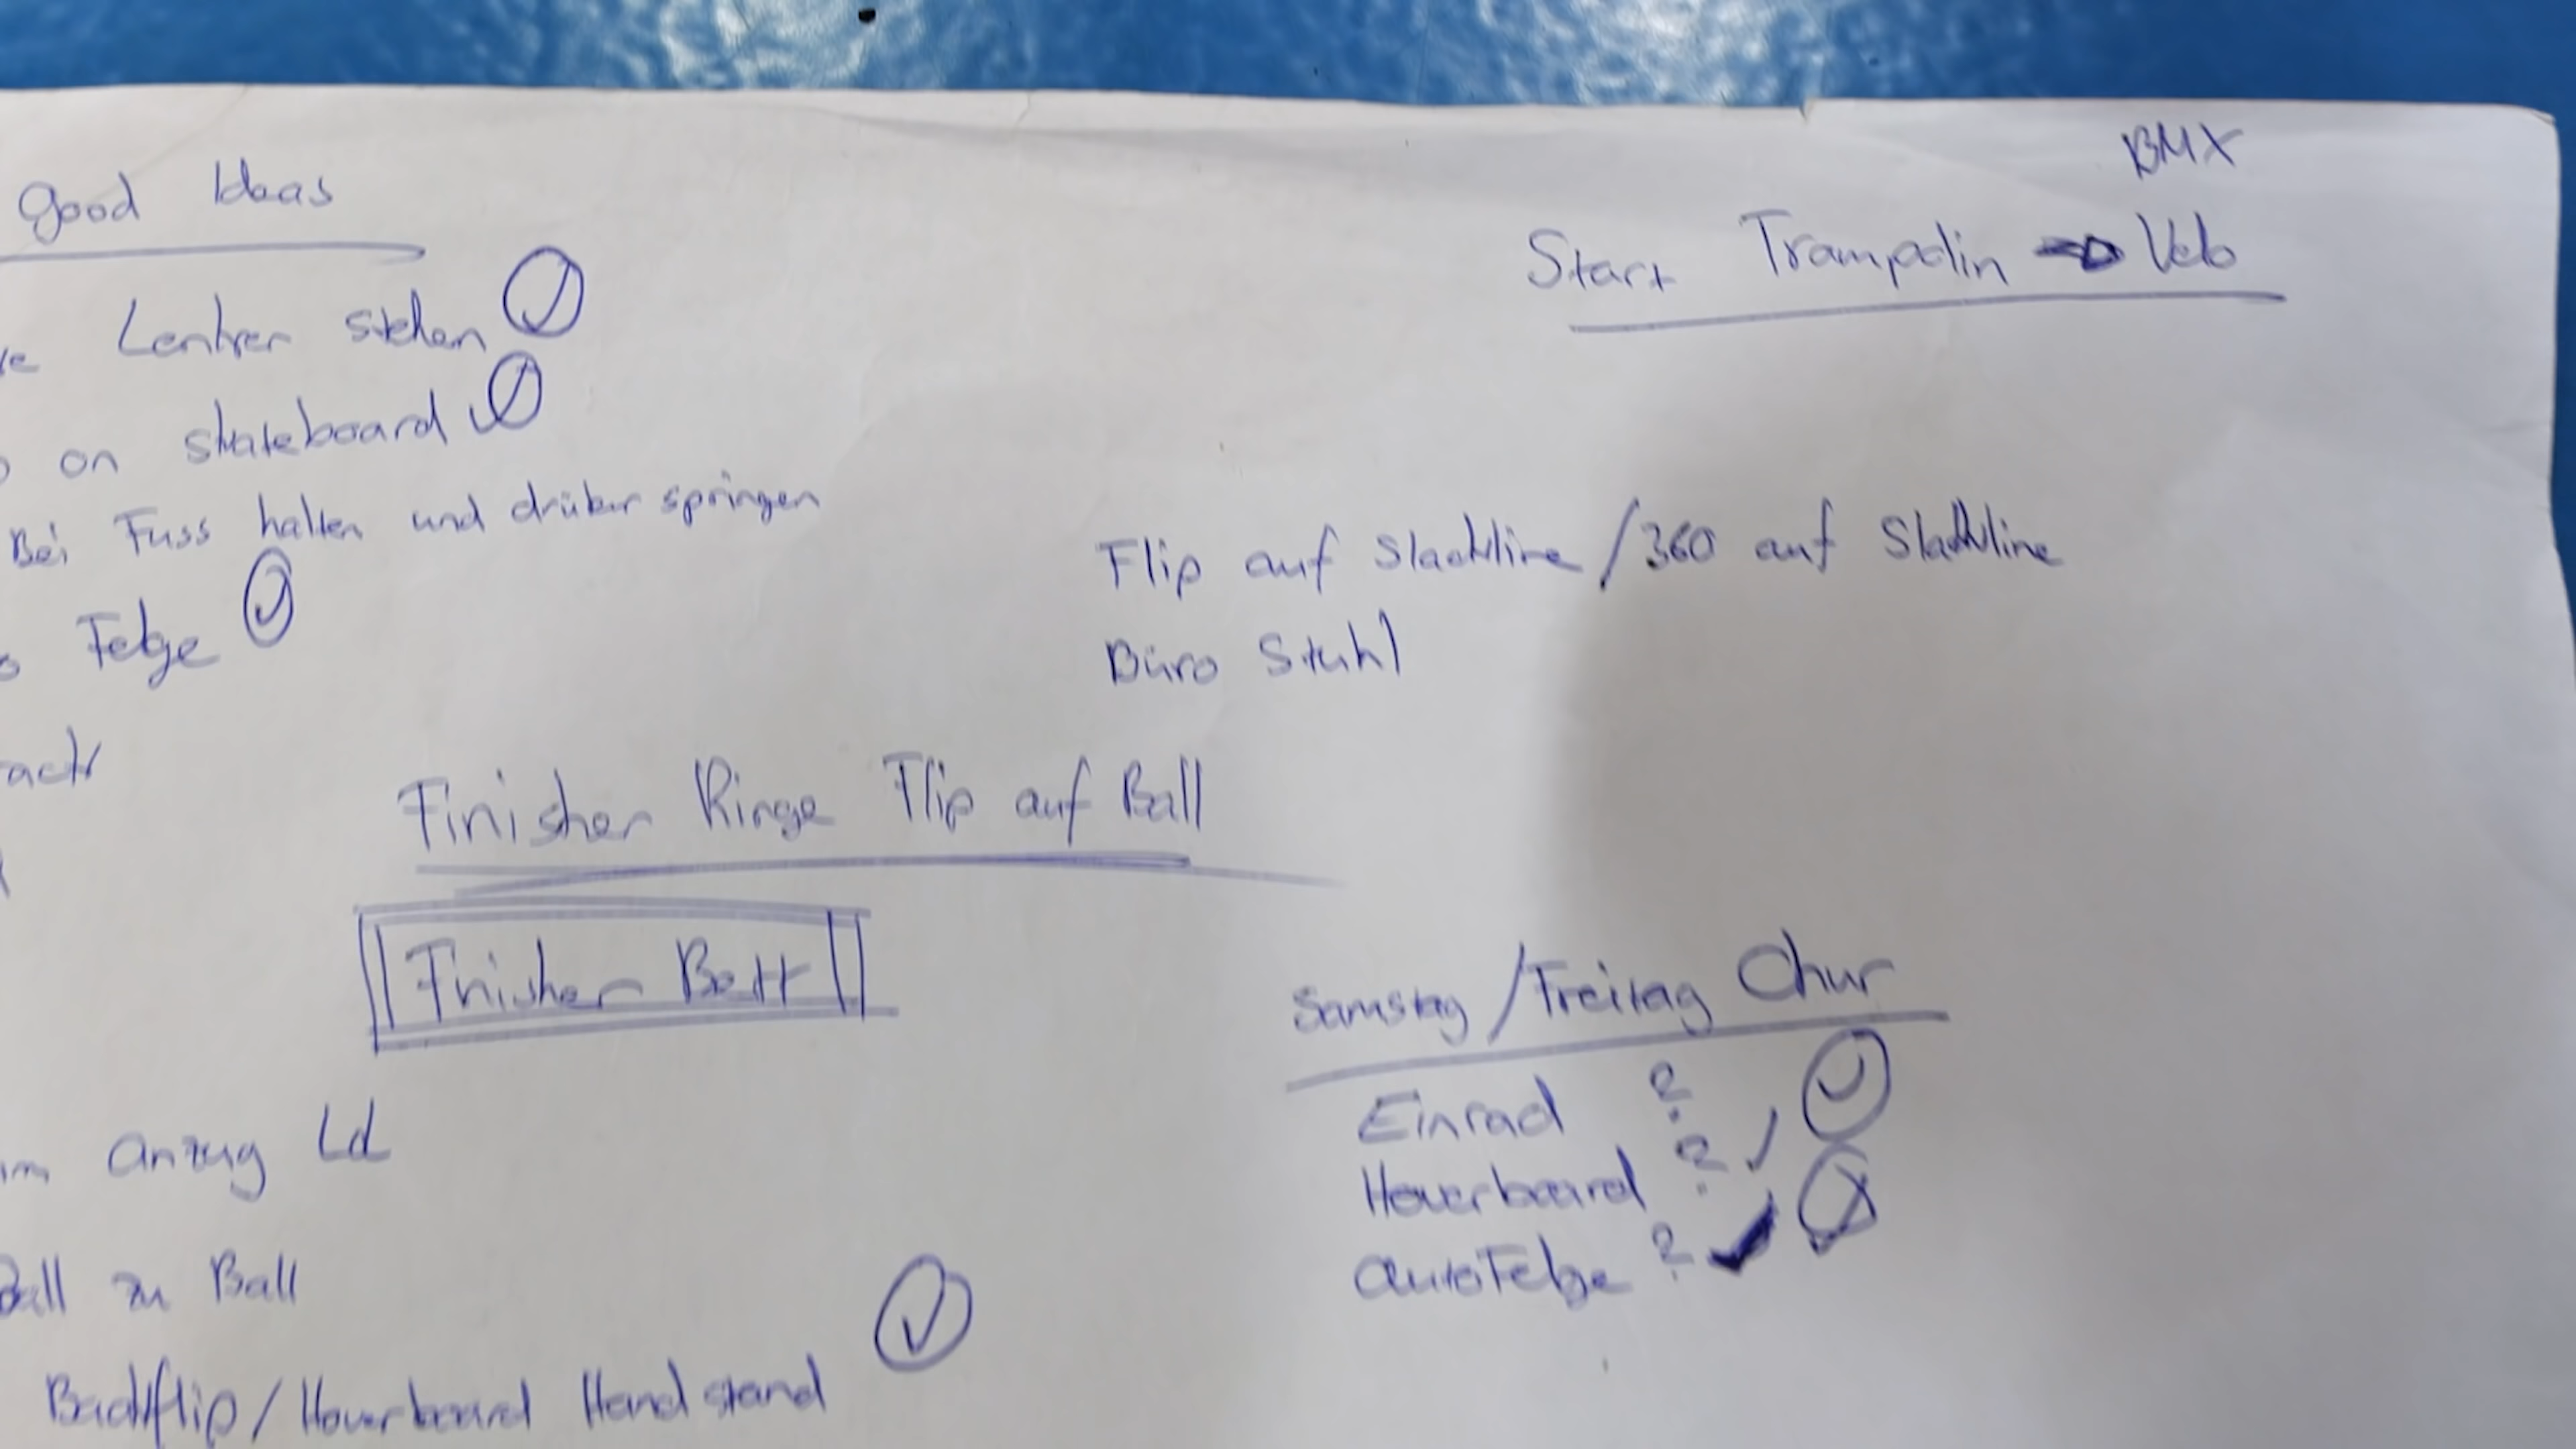 good Ideas
Lenker stehen
on skateboard
Bei Fuss halten und drüber springen
Felge
BMX
Start Trampolin → Velo
Flip auf Slackline / 360 auf Slackline
Büro Stuhl
Finisher Ringe Flip auf Ball
Finisher Bett
Samstag / Freitag Chur
Einrad ?
Hoverboard ?
AutoFelge ?
anzug
Ball zu Ball
Backflip / Hoverboard Handstand